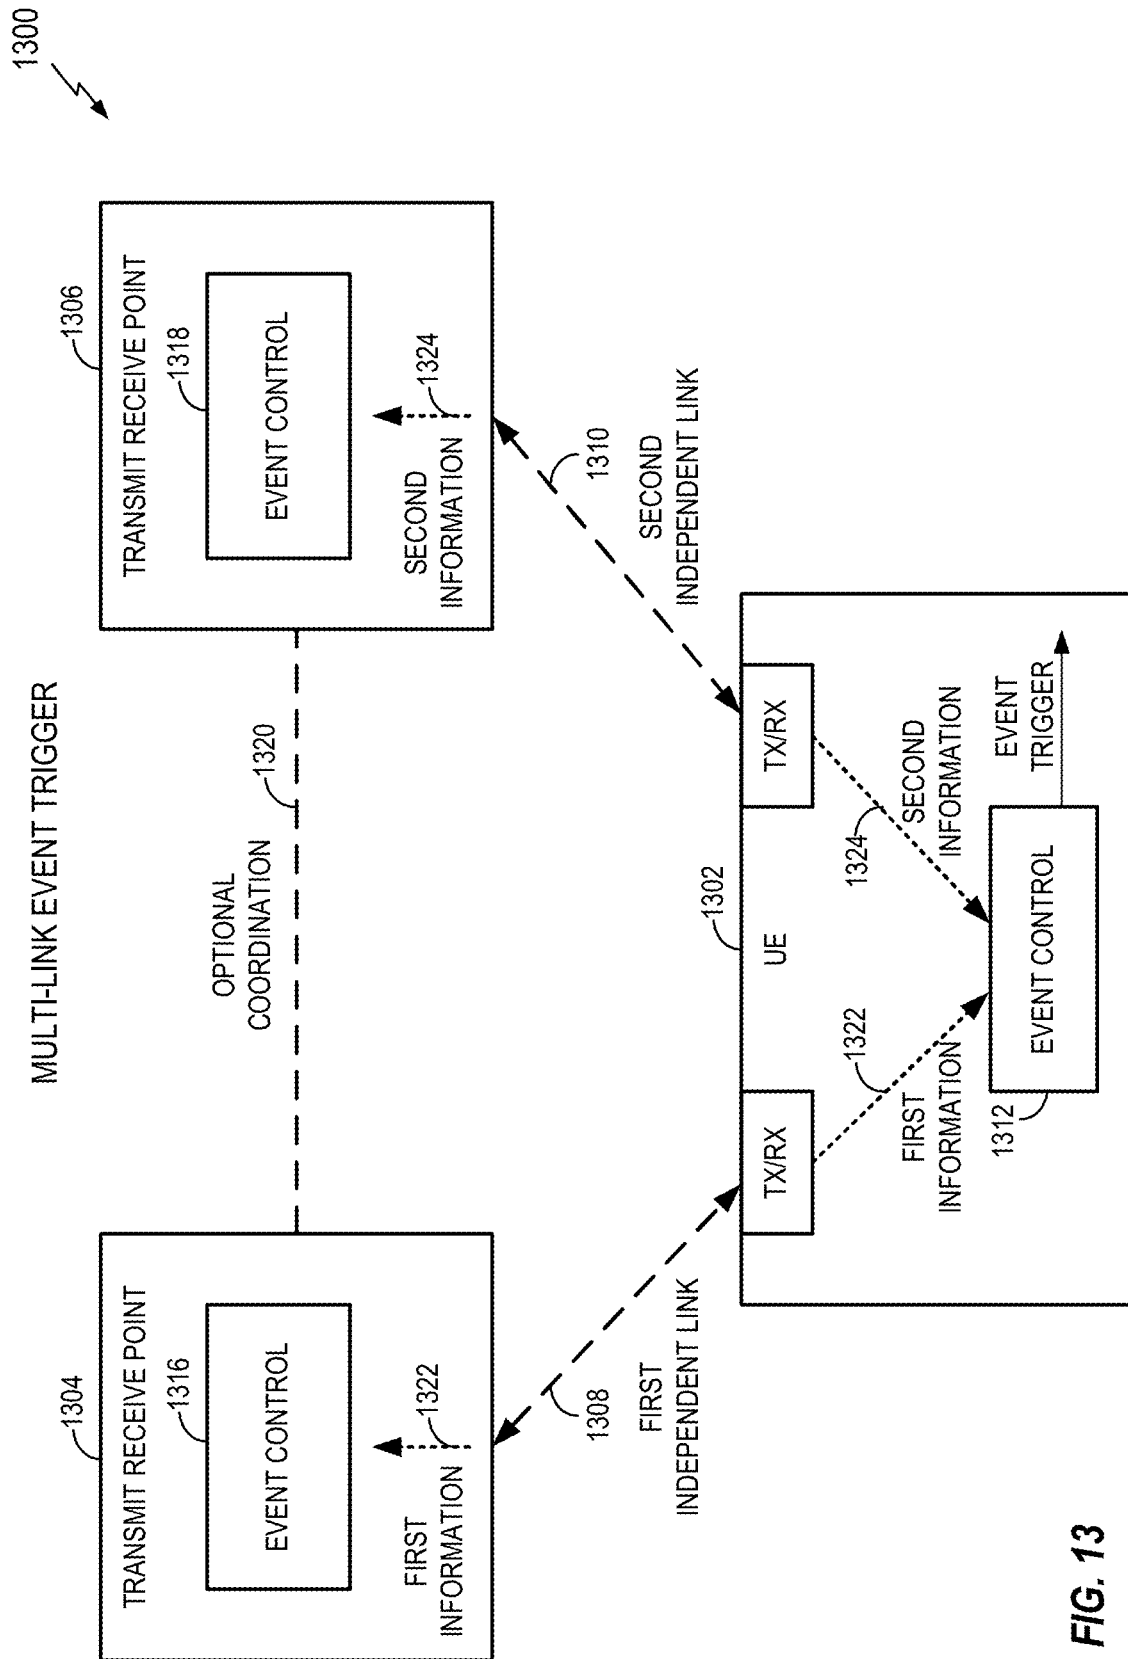 1300
MULTI-LINK EVENT TRIGGER
1304
TRANSMIT RECEIVE POINT
1316
EVENT CONTROL
FIRST
INFORMATION
1322
OPTIONAL
COORDINATION
1320
1306
TRANSMIT RECEIVE POINT
1318
EVENT CONTROL
SECOND
INFORMATION
1324
1308
FIRST
INDEPENDENT LINK
1310
SECOND
INDEPENDENT LINK
1302
UE
TX/RX
TX/RX
1322
FIRST
INFORMATION
1324
SECOND
INFORMATION
1312
EVENT CONTROL
EVENT
TRIGGER
FIG. 13